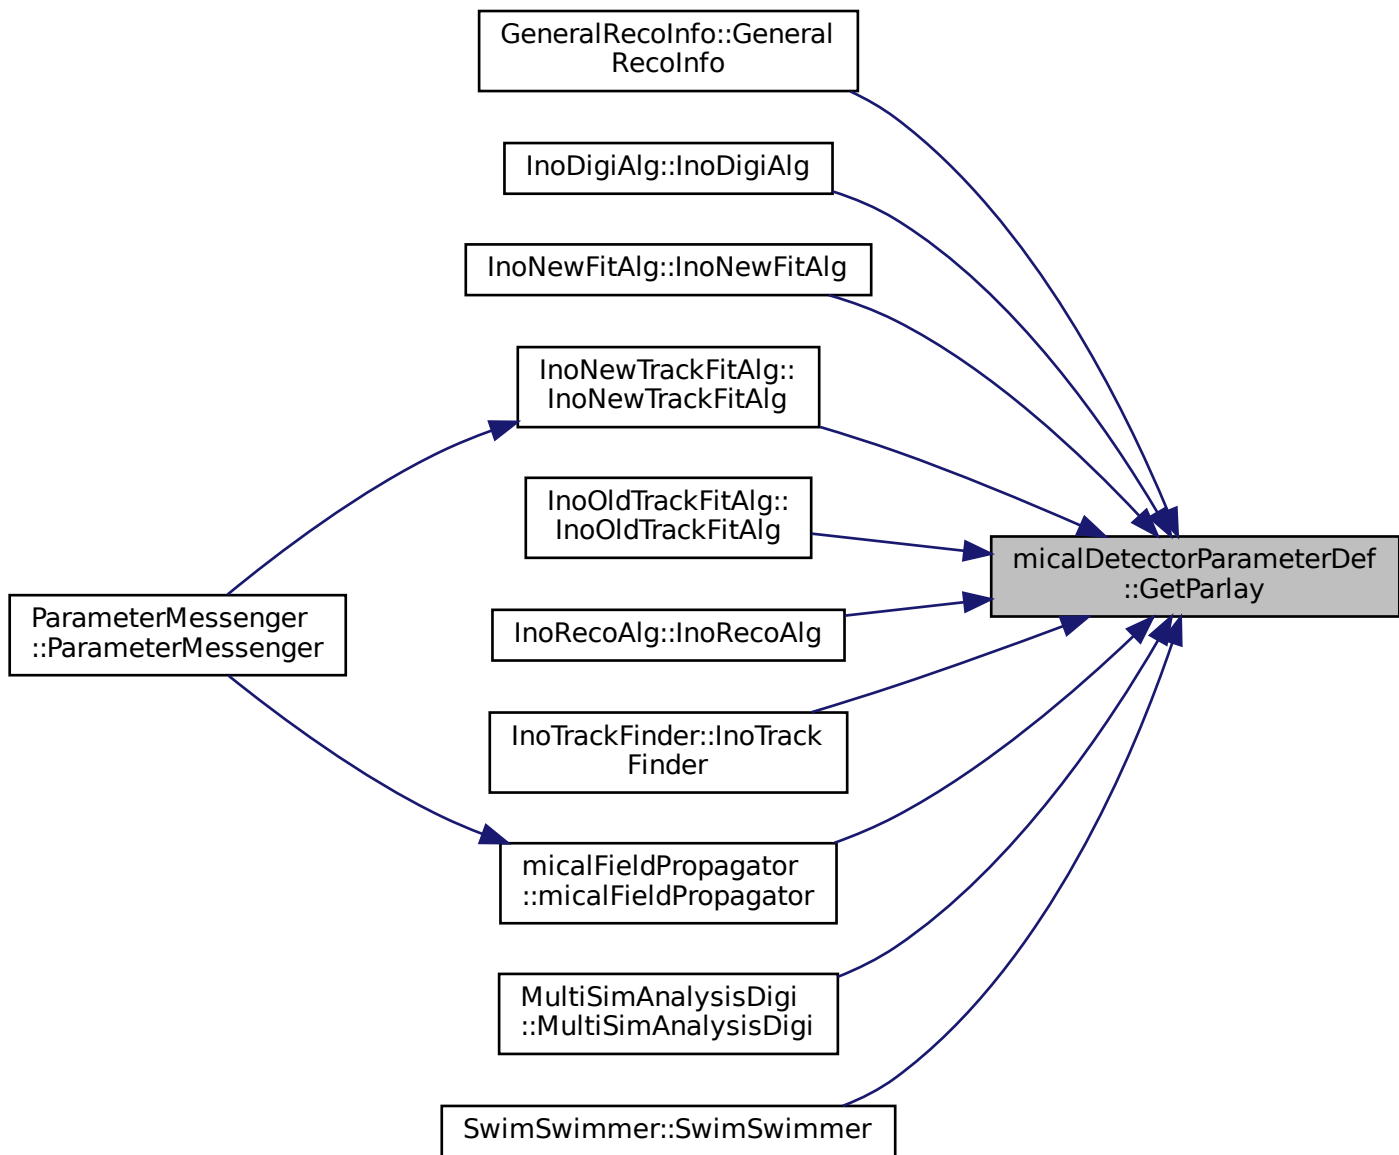 GeneralRecoInfo::General
RecoInfo
InoDigiAlg::InoDigiAlg
InoNewFitAlg::InoNewFitAlg
InoNewTrackFitAlg::
InoNewTrackFitAlg
InoOldTrackFitAlg::
InoOldTrackFitAlg
micalDetectorParameterDef
::GetParlay
ParameterMessenger
::ParameterMessenger
InoRecoAlg::InoRecoAlg
InoTrackFinder::InoTrack
Finder
micalFieldPropagator
::micalFieldPropagator
MultiSimAnalysisDigi
::MultiSimAnalysisDigi
SwimSwimmer::SwimSwimmer